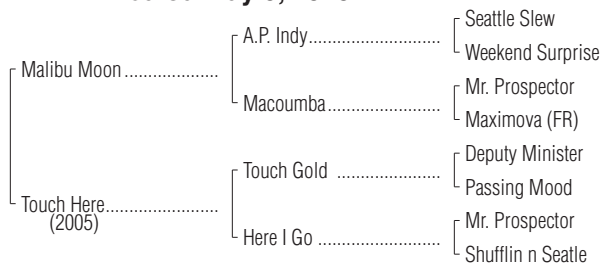 Seattle Slew
A.P. Indy
Weekend Surprise
Malibu Moon
Mr. Prospector
Macoumba
Maximova (FR)
Deputy Minister
Touch Gold
Passing Mood
Touch Here
(2005)
Mr. Prospector
Here I Go
Shufflin n Seatle